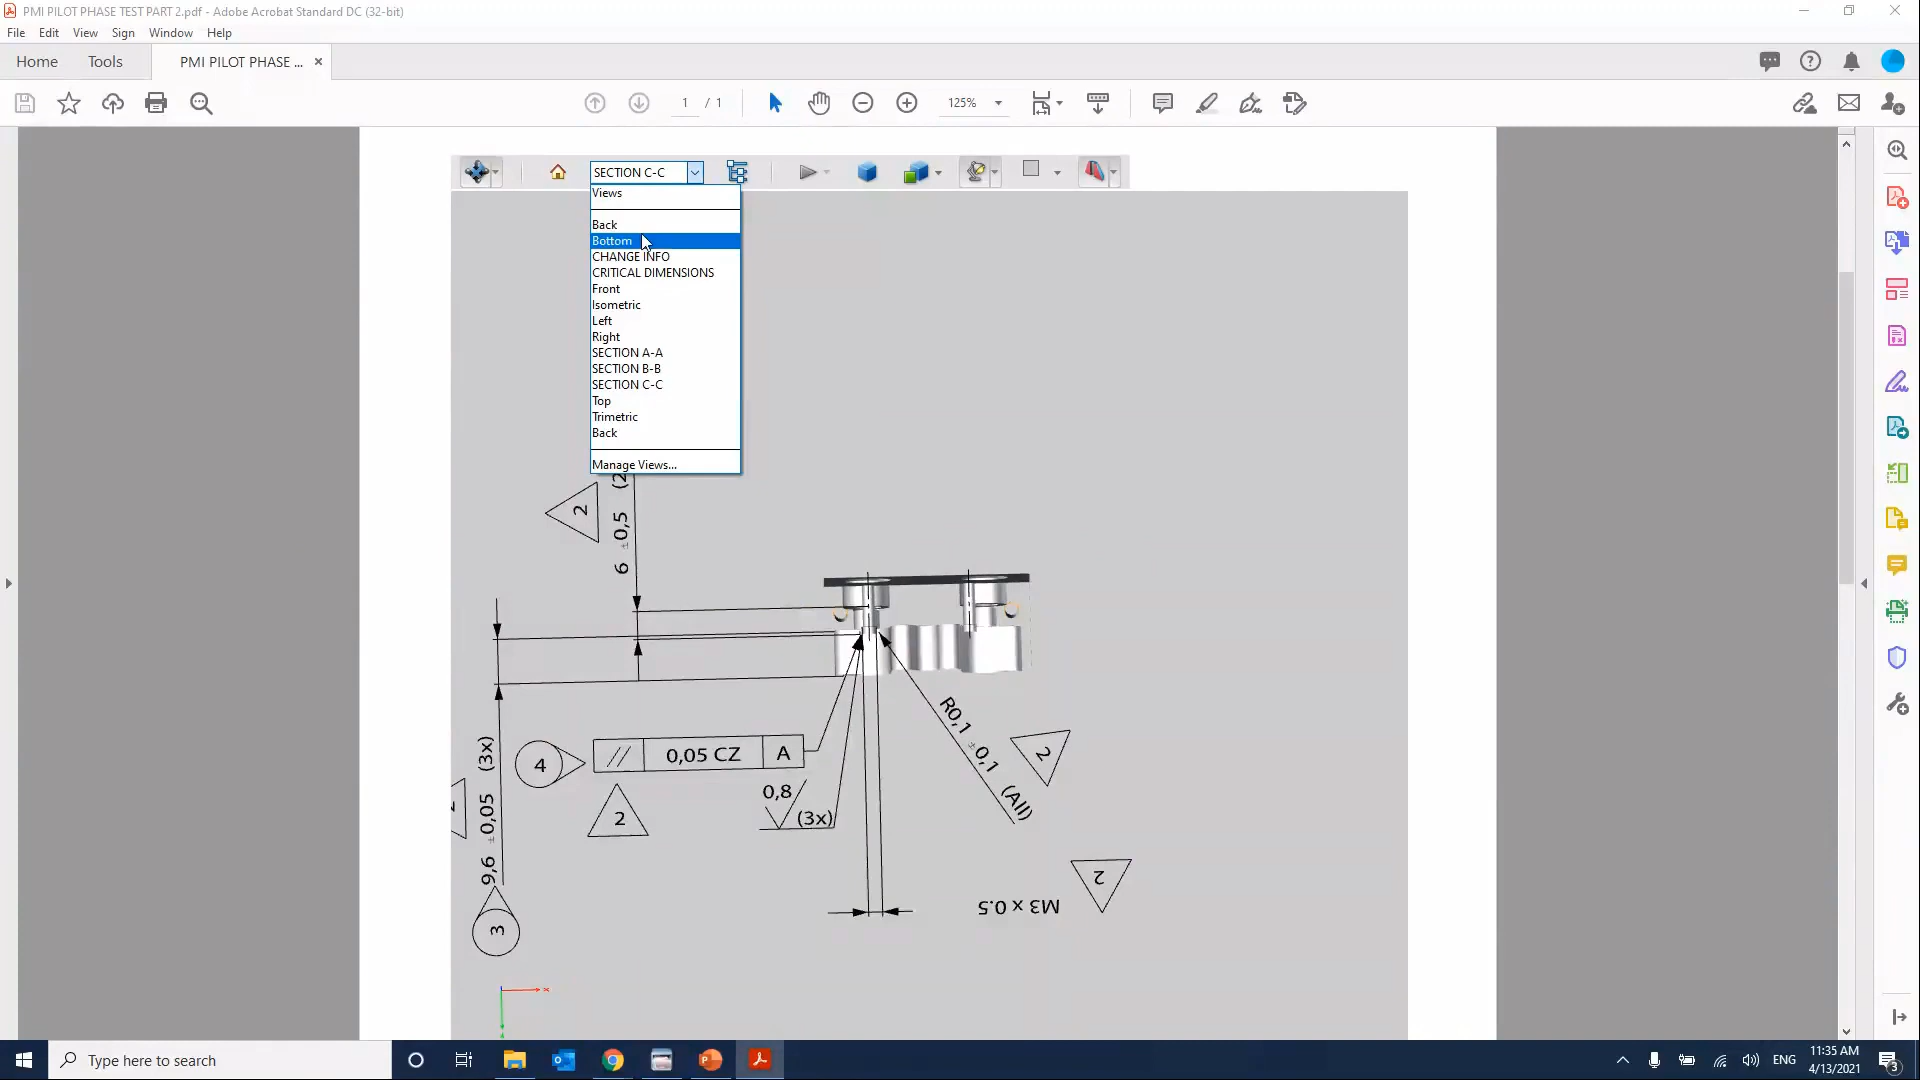 PMI PILOT PHASE TEST PART 2.pdf - Adobe Acrobat Standard DC (32-bit)
File Edit View Sign Window Help
Home Tools PMI PILOT PHASE ... ×
1 / 1 125%
SECTION C-C
Views
Back
Bottom
CHANGE INFO
CRITICAL DIMENSIONS
Front
Isometric
Left
Right
SECTION A-A
SECTION B-B
SECTION C-C
Top
Trimetric
Back
Manage Views...
2
6 ±0,5 (2
9,6 ±0,05 (3x)
3
4
// 0,05 CZ A
2
0,8
(3x)
R0,1 ±0,1 (All)
2
2
M3 x 0.5
x
Type here to search
ENG
11:35 AM
4/13/2021
3